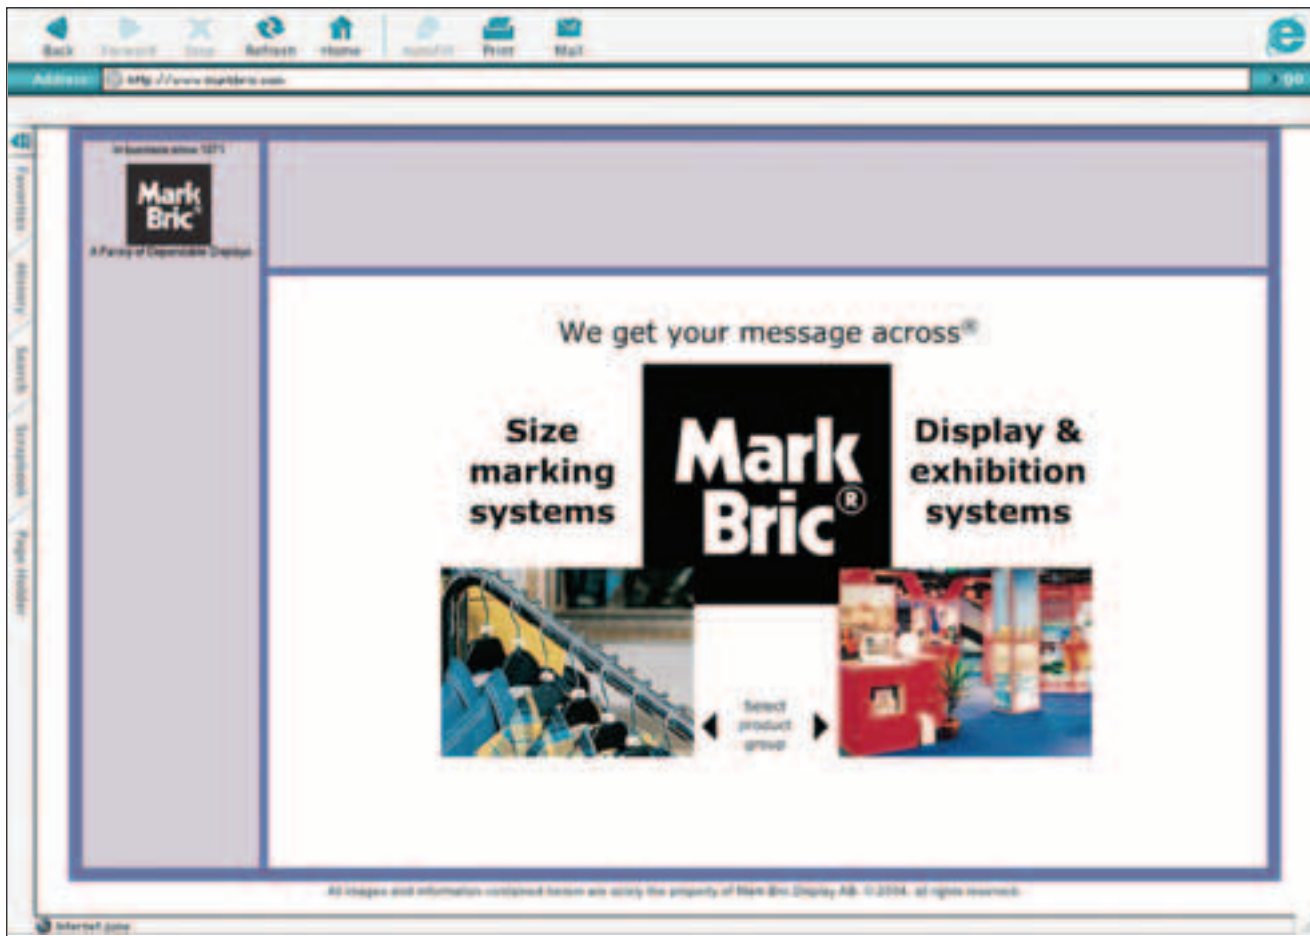 Back Forward Stop Refresh Home AutoFill Print Mail
Address http://www.markbric.com go
Favorites
History
Search
Scrapbook
Page Holder
In business since 1971
Mark
Bric®
A Family of Dependable Displays
We get your message across®
Size
marking
systems
Mark
Bric®
Display &
exhibition
systems
Select
product
group
All images and information contained herein are solely the property of Mark Bric Display AB. © 2004. all rights reserved.
Internet zone